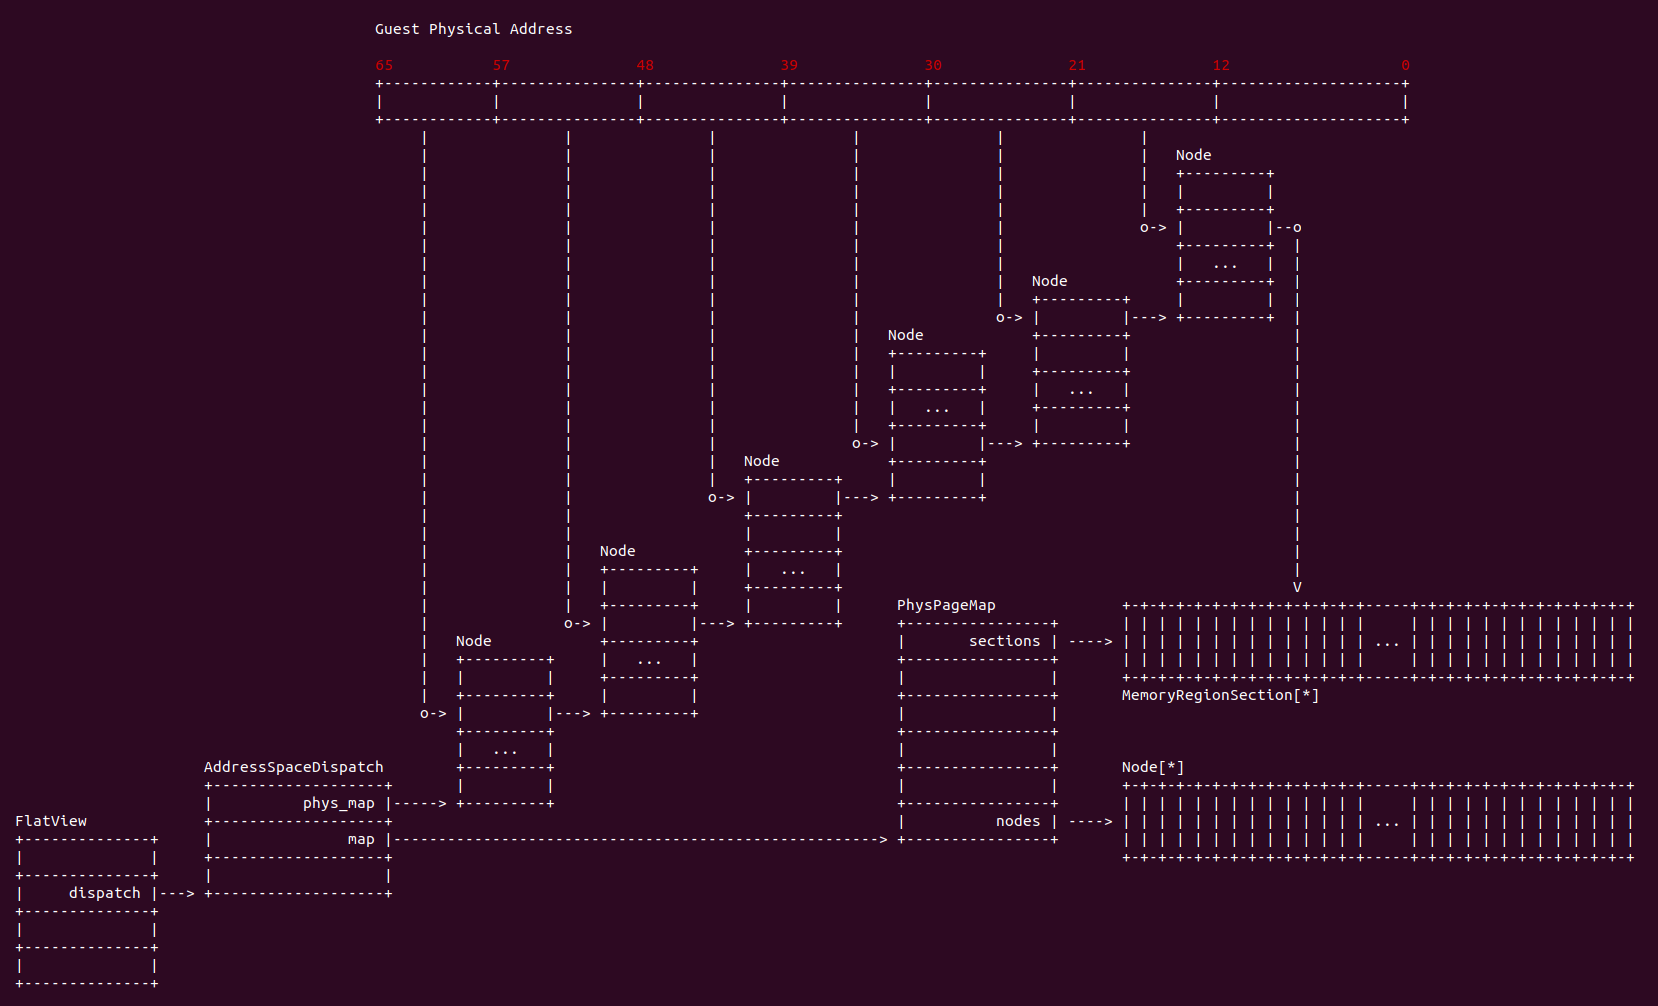 Guest Physical Address
65 57 48 39 30 21 12 0
Node
o->
--o
...
Node
o->
--->
Node
...
...
o->
--->
Node
o->
--->
Node
...
V
PhysPageMap
o->
--->
Node
sections
---->
...
...
MemoryRegionSection[*]
o->
--->
...
AddressSpaceDispatch
Node[*]
phys_map
----->
FlatView
nodes
---->
...
map
dispatch
--->